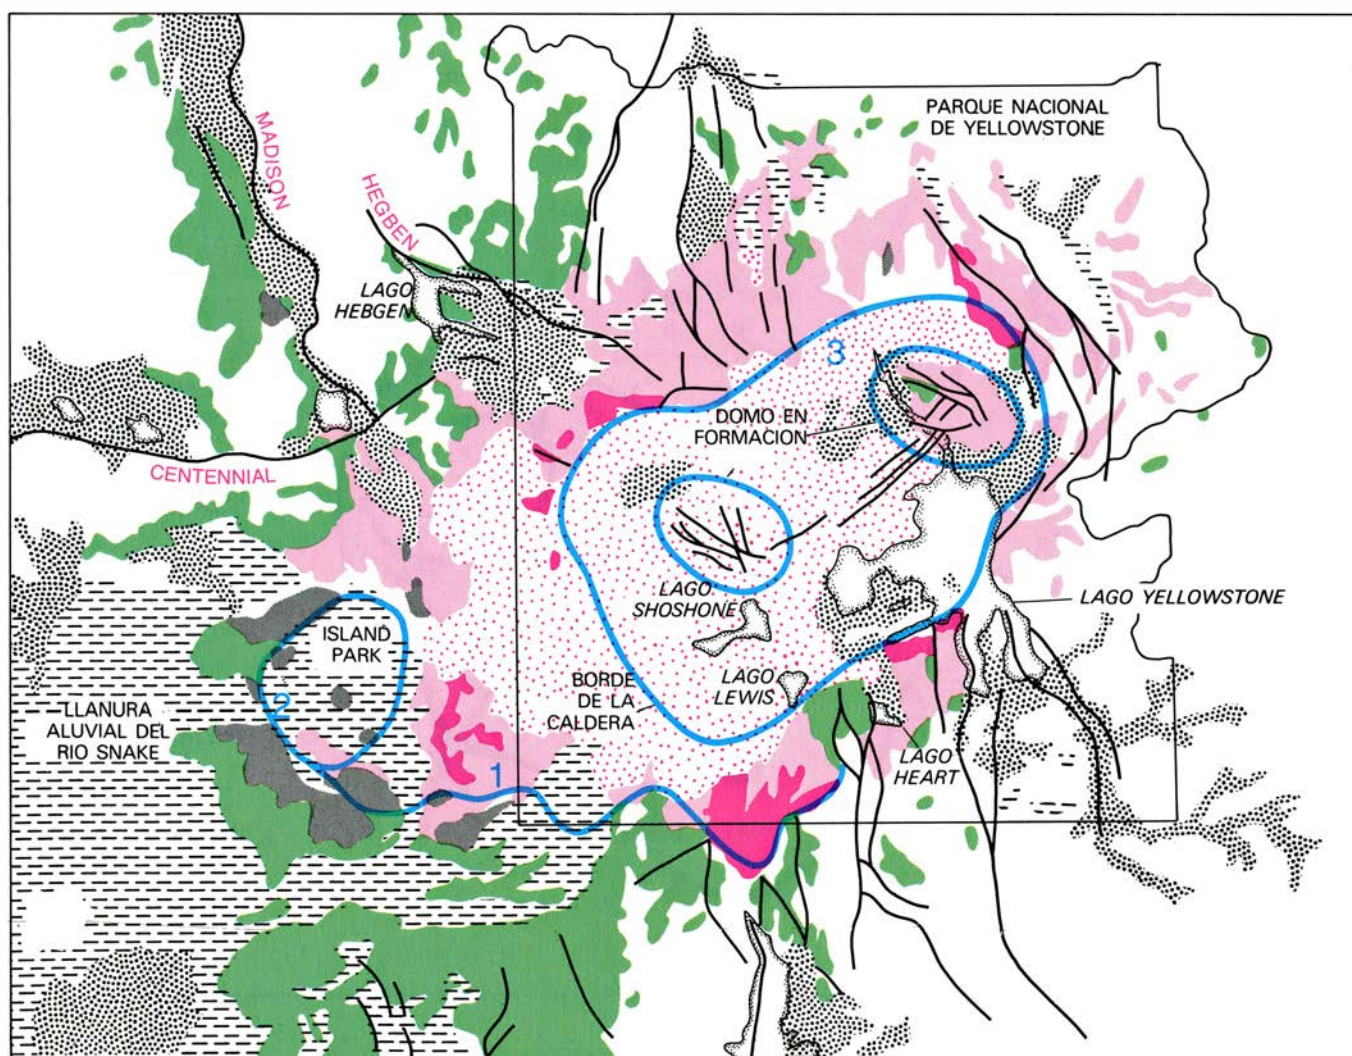 PARQUE NACIONAL
DE YELLOWSTONE
MADISON
HEGBEN
LAGO
HEBGEN
3
DOMO EN
FORMACION
CENTENNIAL
LAGO
SHOSHONE
LAGO YELLOWSTONE
ISLAND
PARK
2
BORDE
DE LA
CALDERA
LAGO
LEWIS
LLANURA
ALUVIAL DEL
RIO SNAKE
LAGO
HEART
1